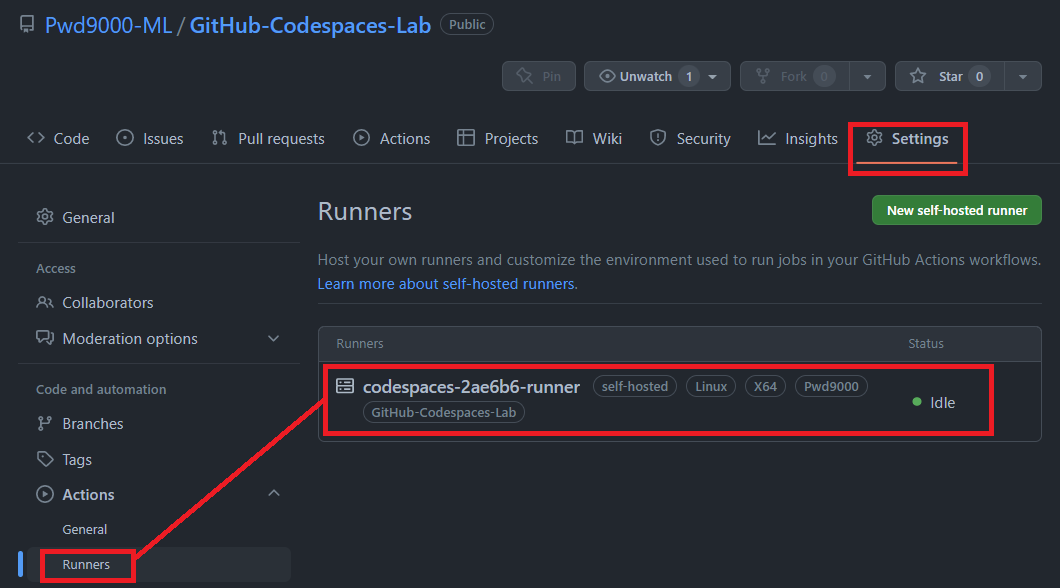 Pwd9000-ML / GitHub-Codespaces-Lab Public
Pin Unwatch 1 Fork 0 Star 0
Code Issues Pull requests Actions Projects Wiki Security Insights Settings
General
Access
Collaborators
Moderation options
Code and automation
Branches
Tags
Actions
General
Runners
Runners
New self-hosted runner
Host your own runners and customize the environment used to run jobs in your GitHub Actions workflows.
Learn more about self-hosted runners.
Runners Status
codespaces-2ae6b6-runner self-hosted Linux X64 Pwd9000
GitHub-Codespaces-Lab
Idle